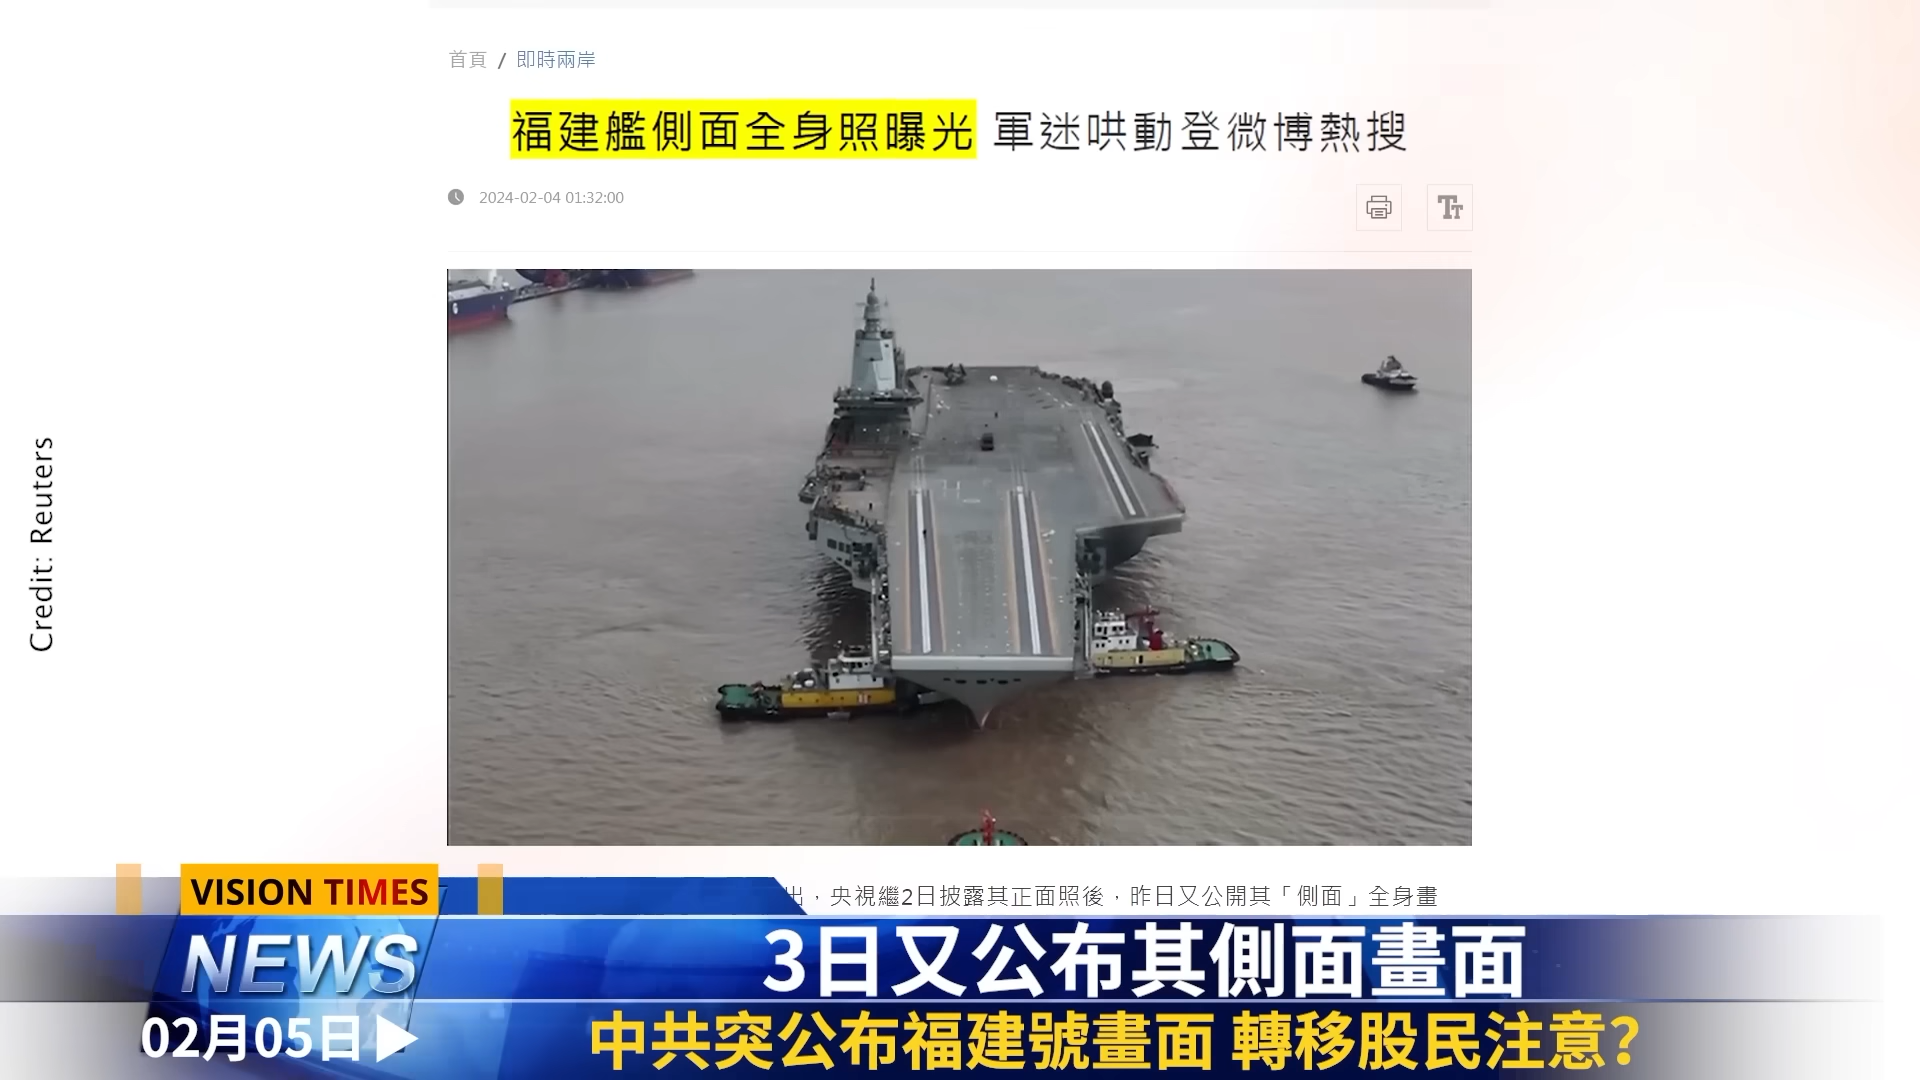 首頁 / 即時兩岸
福建艦側面全身照曝光 軍迷哄動登微博熱搜
2024-02-04 01:32:00
Tт
Credit: Reuters
出，央視繼2日披露其正面照後，昨日又公開其「側面」全身畫
VISION TIMES
NEWS
3日又公布其側面畫面
02月05日
中共突公布福建號畫面 轉移股民注意?